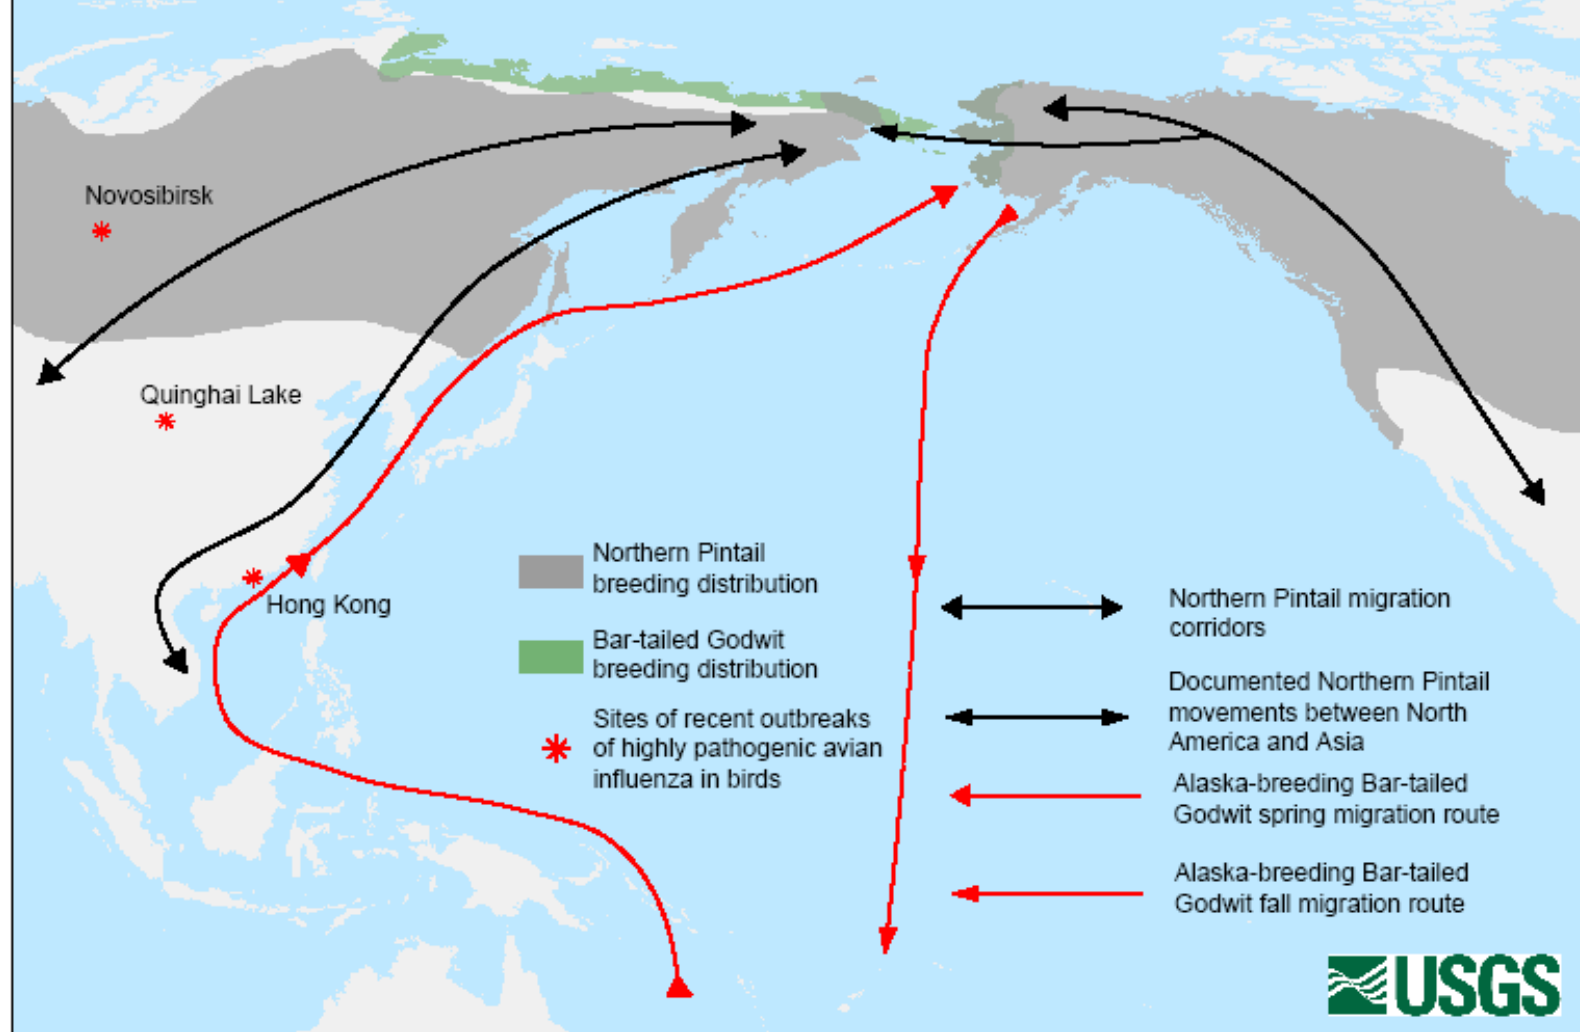 Novosibirsk
Quinghai Lake
Hong Kong
Northern Pintail
breeding distribution
Bar-tailed Godwit
breeding distribution
Sites of recent outbreaks
of highly pathogenic avian
influenza in birds
Northern Pintail migration
corridors
Documented Northern Pintail
movements between North
America and Asia
Alaska-breeding Bar-tailed
Godwit spring migration route
Alaska-breeding Bar-tailed
Godwit fall migration route
USGS